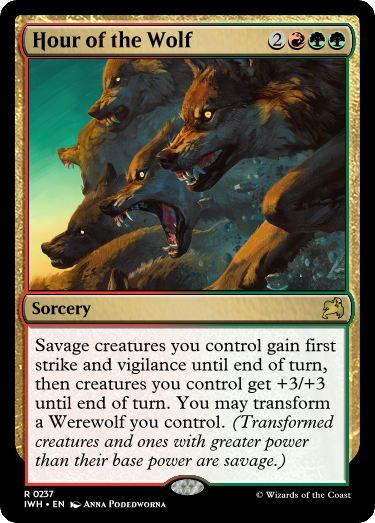 Hour of the Wolf 2
Sorcery
Savage creatures you control gain first
strike and vigilance until end of turn,
then creatures you control get +3/+3
until end of turn. You may transform
a Werewolf you control. (Transformed
creatures and ones with greater power
than their base power are savage.)
R 0237
IWH • EN Anna Podedworna
© Wizards of the Coast